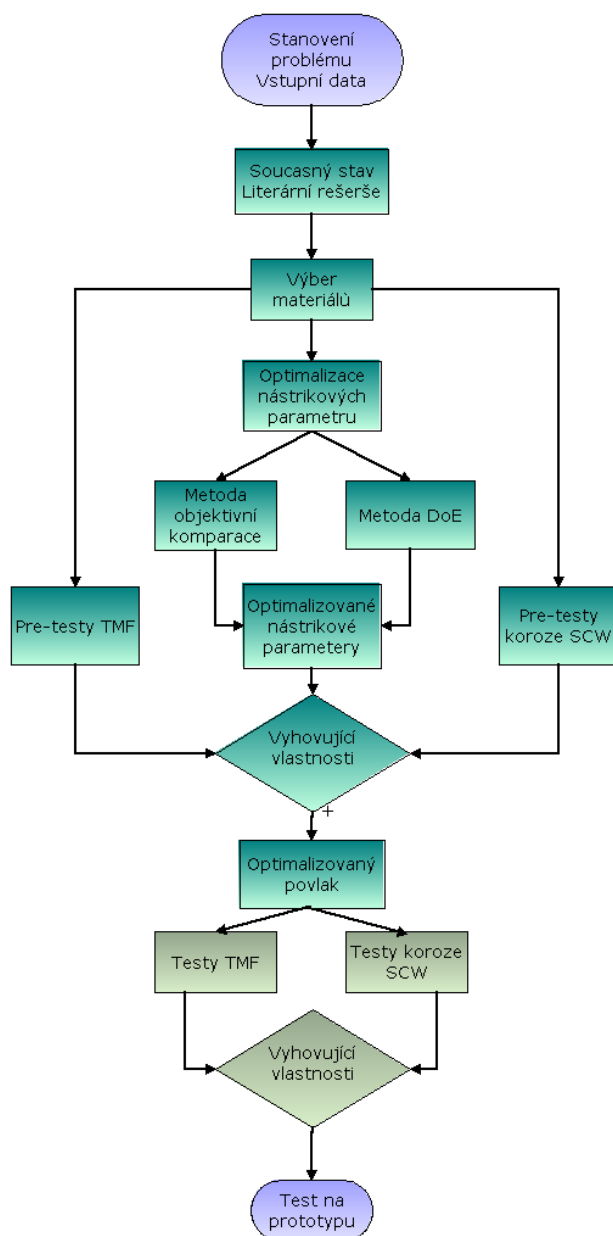 Stanovení
problému
Vstupní data
Soucasný stav
Literární rešerše
Výber
materiálù
Optimalizace
nástrikových
parametru
Metoda
objektivní
komparace
Metoda DoE
Pre-testy TMF
Optimalizované
nástrikové
parametery
Pre-testy
koroze SCW
Vyhovující
vlastnosti
+
Optimalizovaný
povlak
Testy TMF
Testy koroze
SCW
Vyhovující
vlastnosti
Test na
prototypu